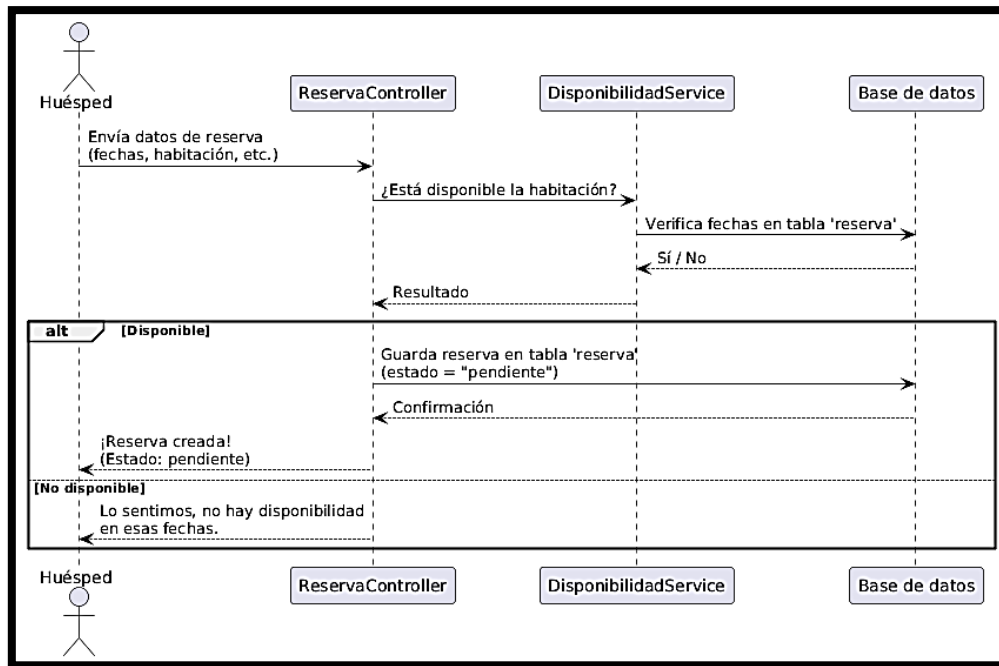 Huésped
ReservaController
DisponibilidadService
Base de datos
Envía datos de reserva
(fechas, habitación, etc.)
¿Está disponible la habitación?
Verifica fechas en tabla 'reserva'
Sí / No
Resultado
alt
[Disponible]
Guarda reserva en tabla 'reserva'
(estado = "pendiente")
Confirmación
¡Reserva creada!
(Estado: pendiente)
[No disponible]
Lo sentimos, no hay disponibilidad
en esas fechas.
Huésped
ReservaController
DisponibilidadService
Base de datos